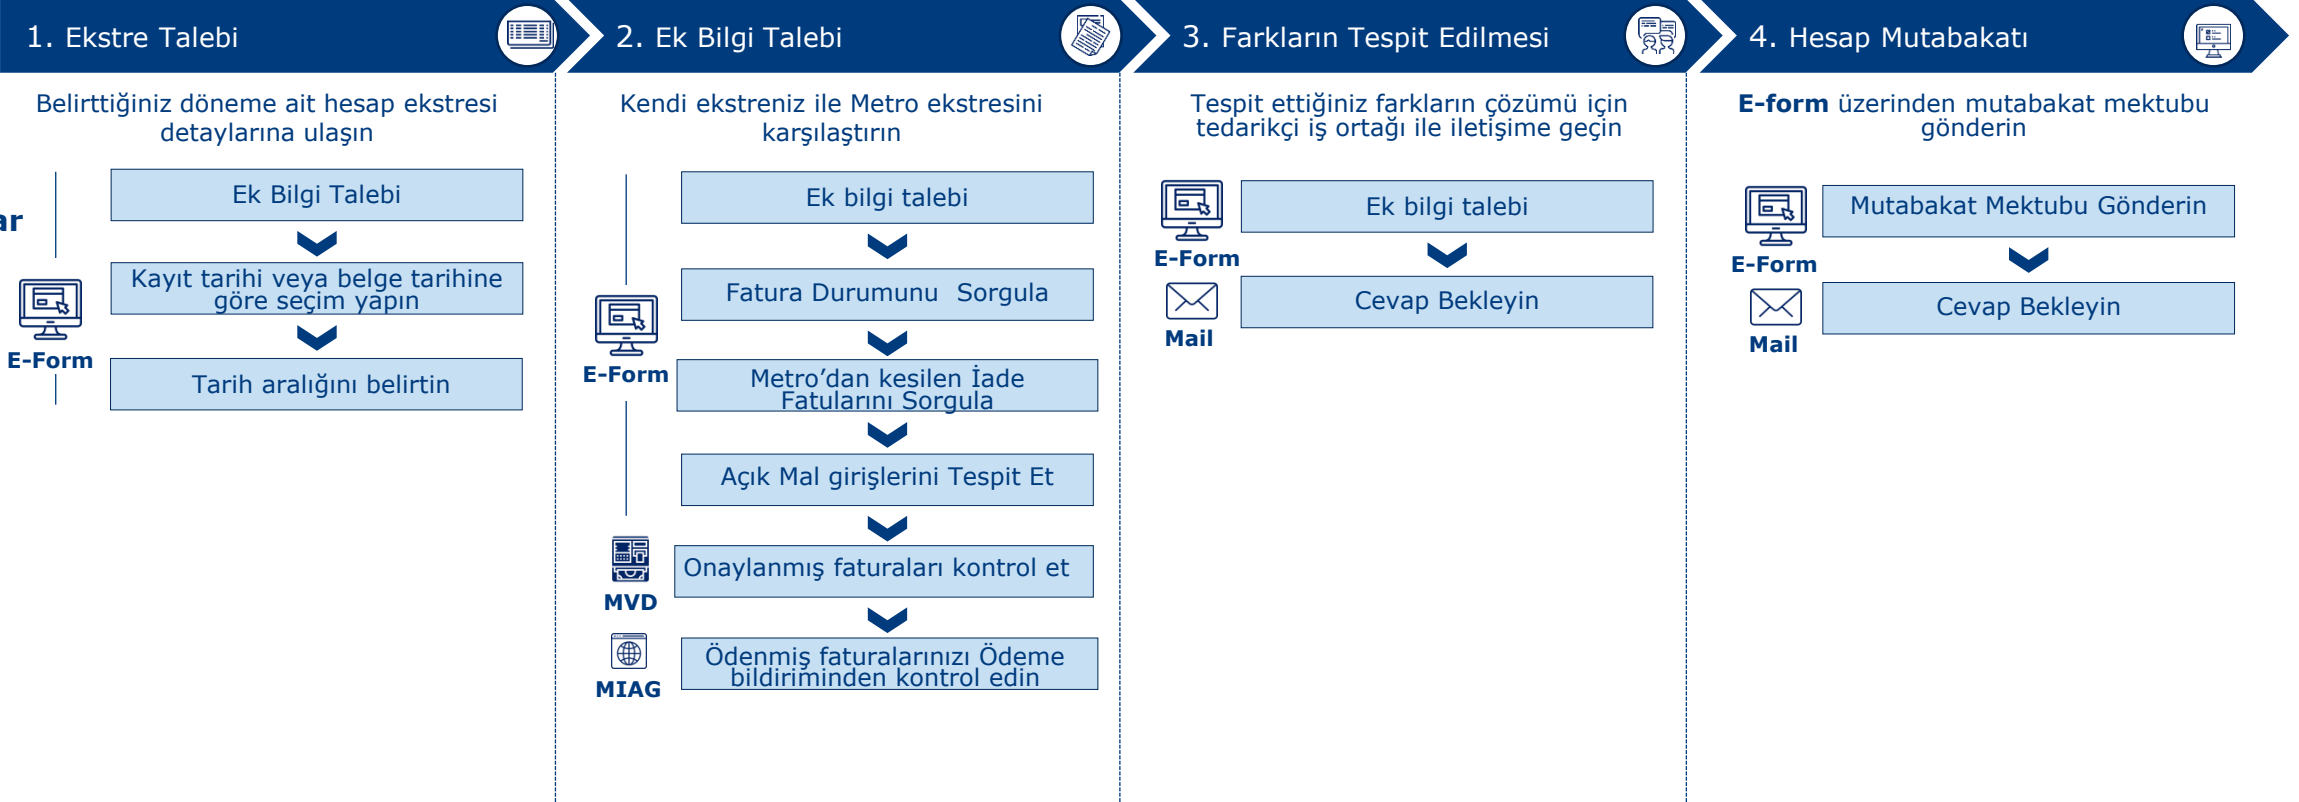 1. Ekstre Talebi
2. Ek Bilgi Talebi
3. Farkların Tespit Edilmesi
4. Hesap Mutabakatı
Belirttiğiniz döneme ait hesap ekstresi
detaylarına ulaşın
ar
Ek Bilgi Talebi
Kayıt tarihi veya belge tarihine
göre seçim yapın
E-Form
Tarih aralığını belirtin
Kendi ekstreniz ile Metro ekstresini
karşılaştırın
Ek bilgi talebi
Fatura Durumunu  Sorgula
E-Form
Metro’dan kesilen İade
Fatularını Sorgula
Açık Mal girişlerini Tespit Et
Onaylanmış faturaları kontrol et
MVD
Ödenmiş faturalarınızı Ödeme
bildiriminden kontrol edin
MIAG
Tespit ettiğiniz farkların çözümü için
tedarikçi iş ortağı ile iletişime geçin
Ek bilgi talebi
E-Form
Cevap Bekleyin
Mail
E-form üzerinden mutabakat mektubu
gönderin
Mutabakat Mektubu Gönderin
E-Form
Cevap Bekleyin
Mail